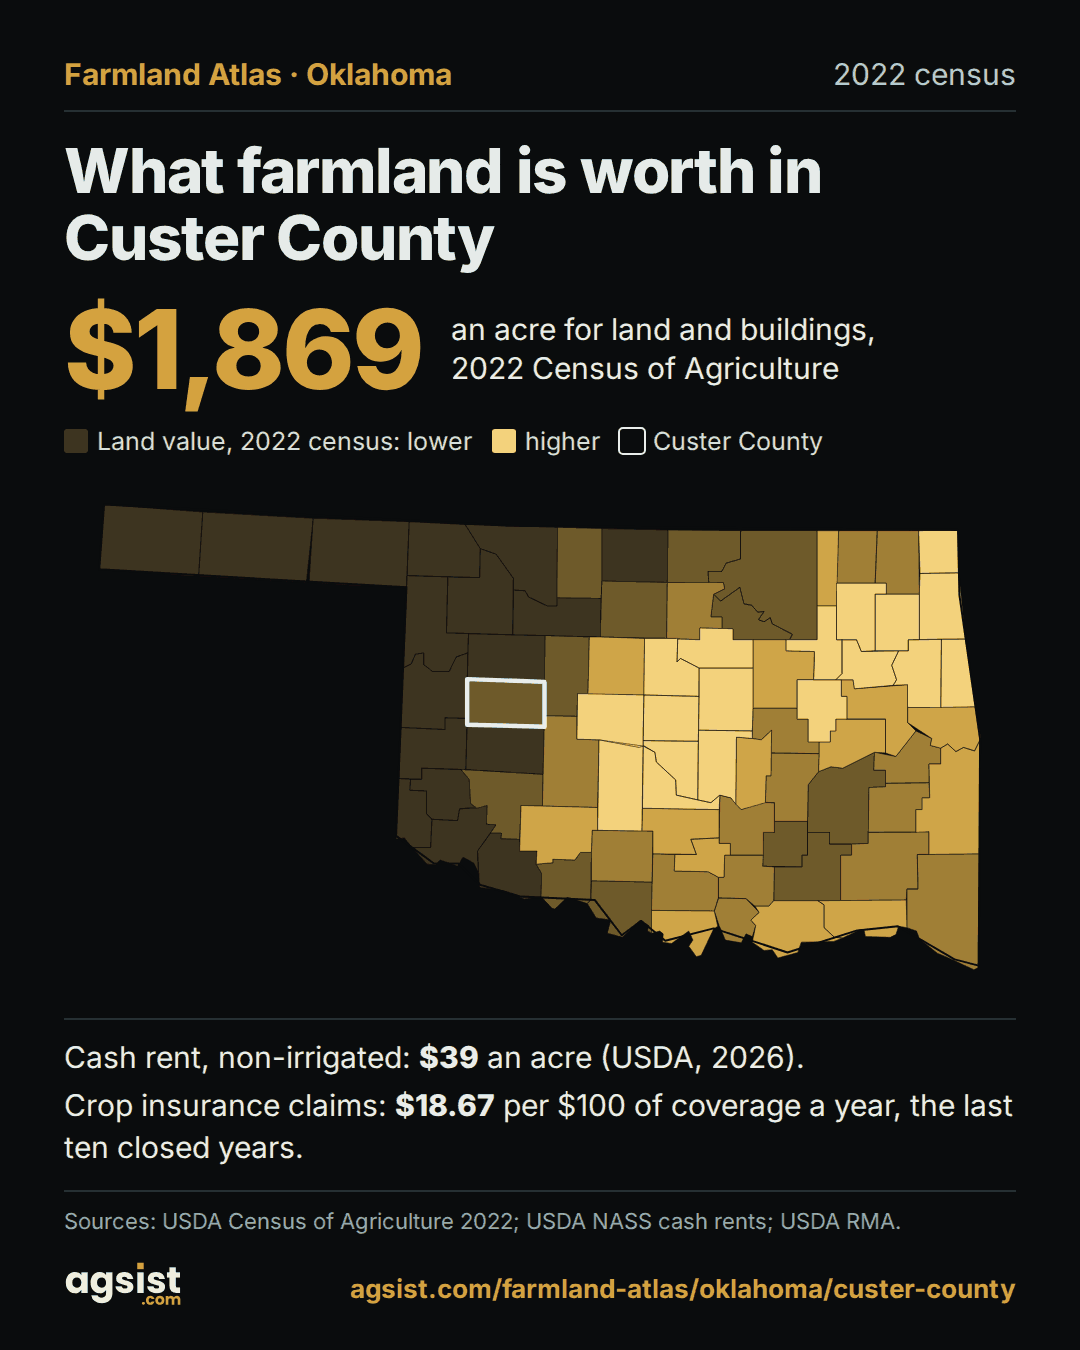 Farmland Atlas · Oklahoma
2022 census
What farmland is worth in
Custer County
$1,869
an acre for land and buildings,
2022 Census of Agriculture
Land value, 2022 census: lower
higher
Custer County
Cash rent, non-irrigated: $39 an acre (USDA, 2026).
Crop insurance claims: $18.67 per $100 of coverage a year, the last
ten closed years.
Sources: USDA Census of Agriculture 2022; USDA NASS cash rents; USDA RMA.
agsist
.com
agsist.com/farmland-atlas/oklahoma/custer-county